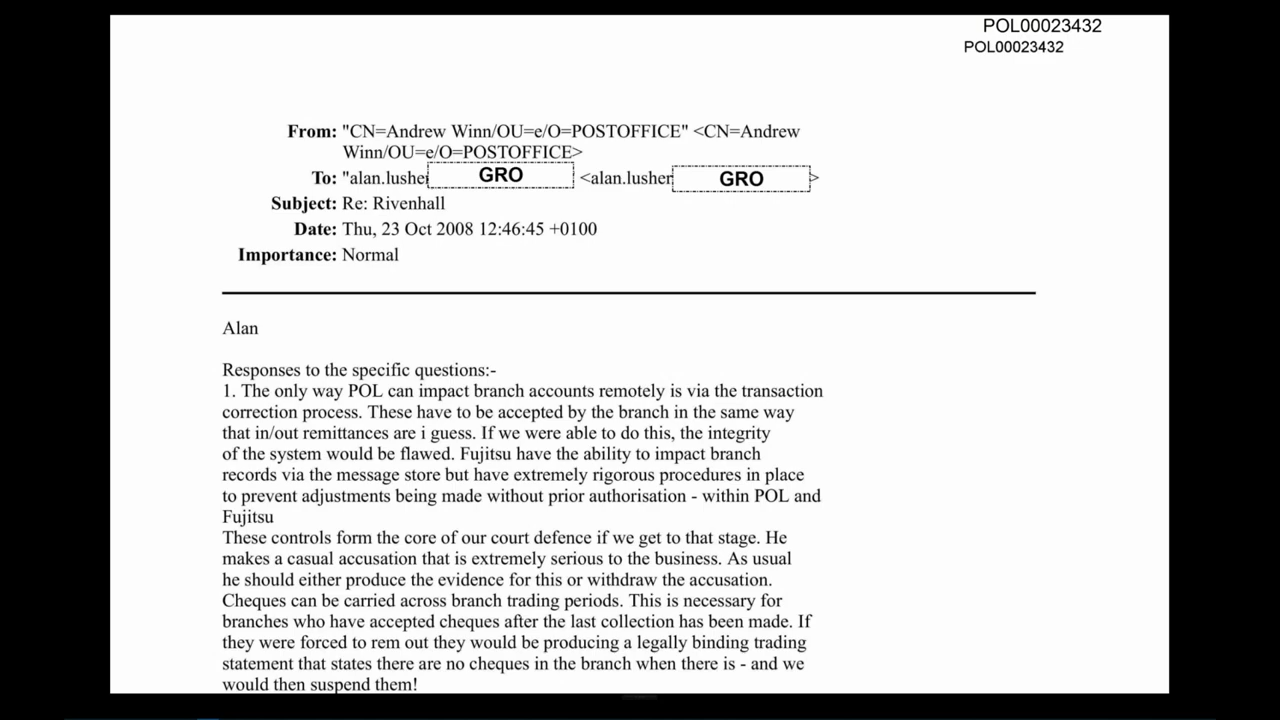 POL00023432
POL00023432
From: "CN=Andrew Winn/OU=e/O=POSTOFFICE" <CN=Andrew
Winn/OU=e/O=POSTOFFICE>
To: "alan.lusher GRO <alan.lusher GRO >
Subject: Re: Rivenhall
Date: Thu, 23 Oct 2008 12:46:45 +0100
Importance: Normal
Alan
Responses to the specific questions:-
1. The only way POL can impact branch accounts remotely is via the transaction
correction process. These have to be accepted by the branch in the same way
that in/out remittances are i guess. If we were able to do this, the integrity
of the system would be flawed. Fujitsu have the ability to impact branch
records via the message store but have extremely rigorous procedures in place
to prevent adjustments being made without prior authorisation - within POL and
Fujitsu
These controls form the core of our court defence if we get to that stage. He
makes a casual accusation that is extremely serious to the business. As usual
he should either produce the evidence for this or withdraw the accusation.
Cheques can be carried across branch trading periods. This is necessary for
branches who have accepted cheques after the last collection has been made. If
they were forced to rem out they would be producing a legally binding trading
statement that states there are no cheques in the branch when there is - and we
would then suspend them!